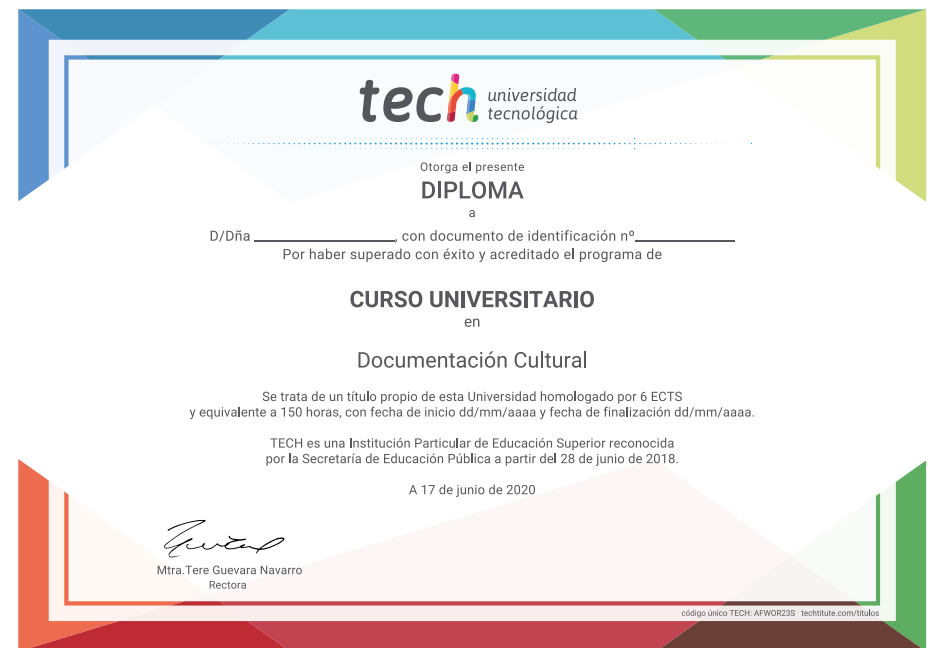 tech universidad
tecnológica
Otorga el presente
DIPLOMA
a
D/Dña ________________, con documento de identificación nº____________
Por haber superado con éxito y acreditado el programa de
CURSO UNIVERSITARIO
en
Documentación Cultural
Se trata de un título propio de esta Universidad homologado por 6 ECTS
y equivalente a 150 horas, con fecha de inicio dd/mm/aaaa y fecha de finalización dd/mm/aaaa.
TECH es una Institución Particular de Educación Superior reconocida
por la Secretaría de Educación Pública a partir del 28 de junio de 2018.
A 17 de junio de 2020
Mtra.Tere Guevara Navarro
Rectora
código único TECH: AFWOR23S techtitute.com/titulos